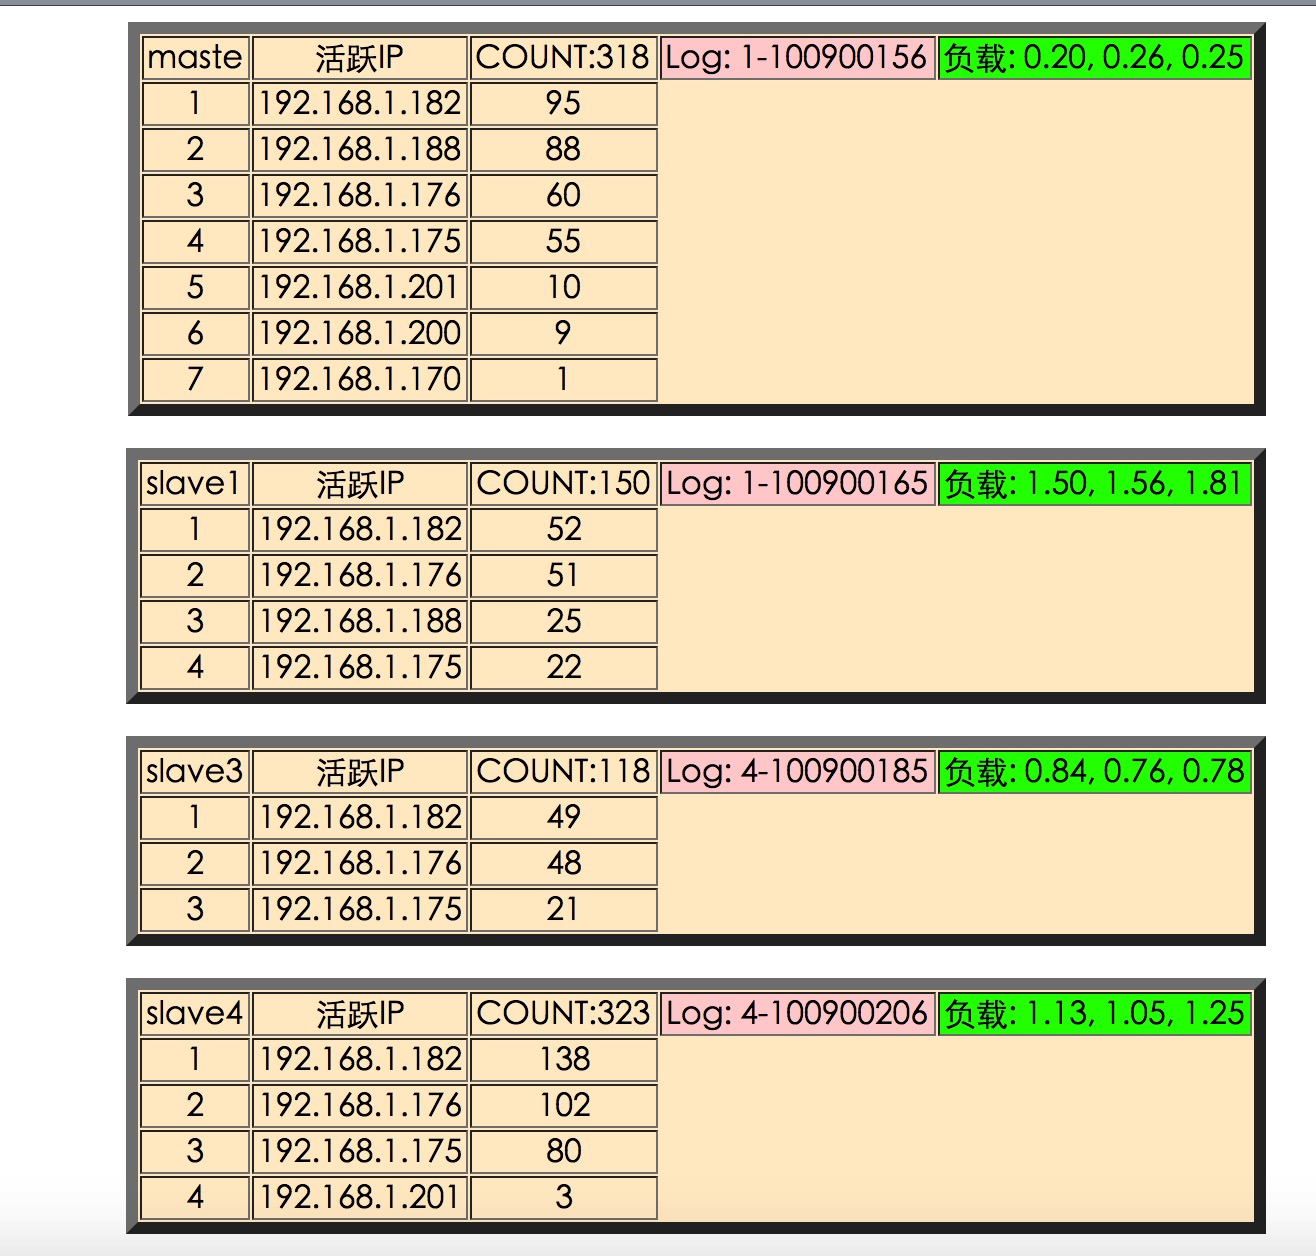 maste 活跃IP COUNT:318 Log: 1-100900156 负载: 0.20, 0.26, 0.25
1 192.168.1.182 95
2 192.168.1.188 88
3 192.168.1.176 60
4 192.168.1.175 55
5 192.168.1.201 10
6 192.168.1.200 9
7 192.168.1.170 1
slave1 活跃IP COUNT:150 Log: 1-100900165 负载: 1.50, 1.56, 1.81
1 192.168.1.182 52
2 192.168.1.176 51
3 192.168.1.188 25
4 192.168.1.175 22
slave3 活跃IP COUNT:118 Log: 4-100900185 负载: 0.84, 0.76, 0.78
1 192.168.1.182 49
2 192.168.1.176 48
3 192.168.1.175 21
slave4 活跃IP COUNT:323 Log: 4-100900206 负载: 1.13, 1.05, 1.25
1 192.168.1.182 138
2 192.168.1.176 102
3 192.168.1.175 80
4 192.168.1.201 3